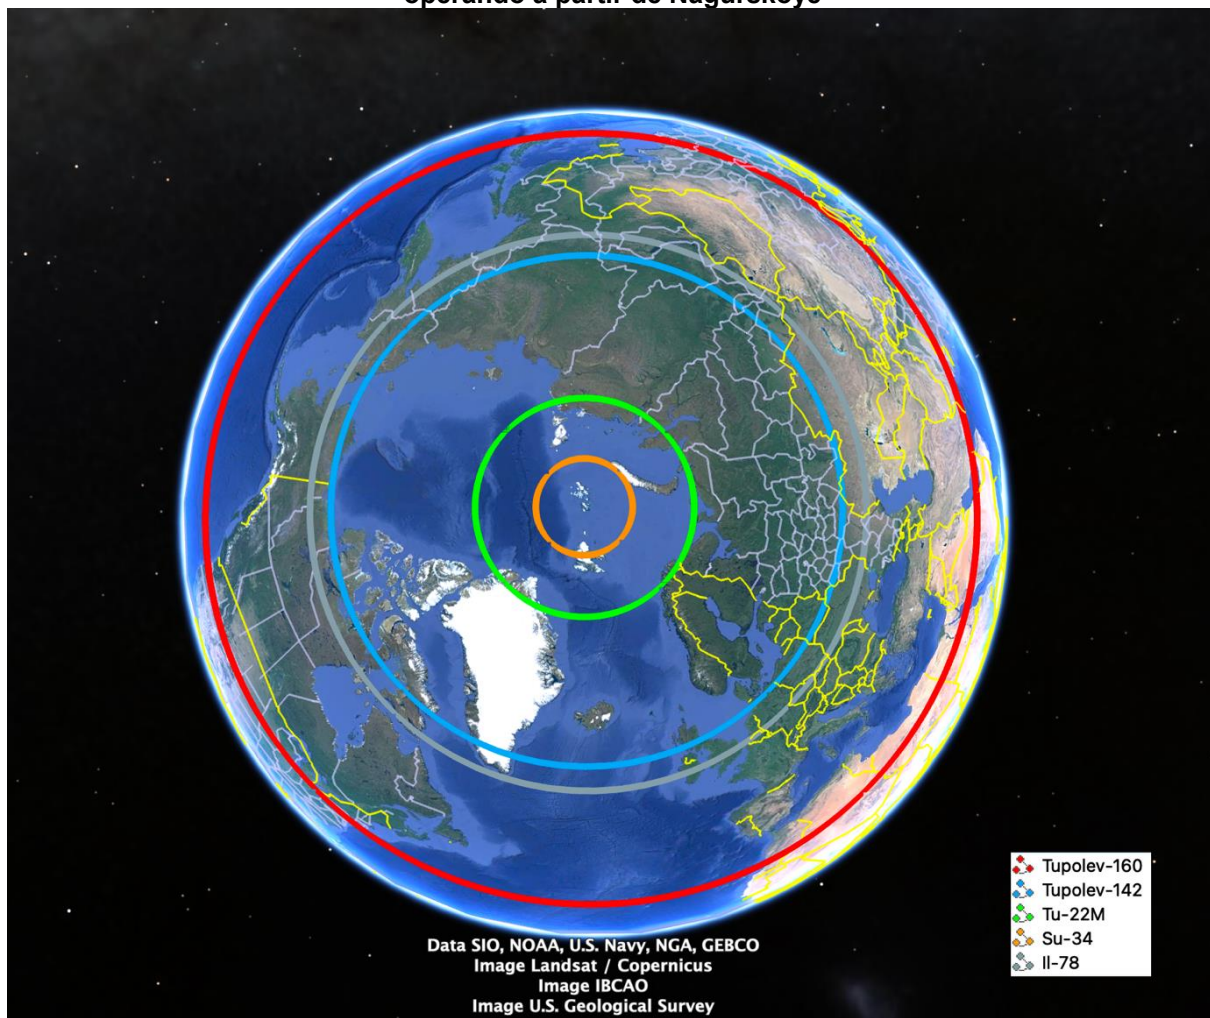 operando a partir de Nagurskoye
Tupolev-160
Tupolev-142
Tu-22M
Su-34
Il-78
Data SIO, NOAA, U.S. Navy, NGA, GEBCO
Image Landsat / Copernicus
Image IBCAO
Image U.S. Geological Survey